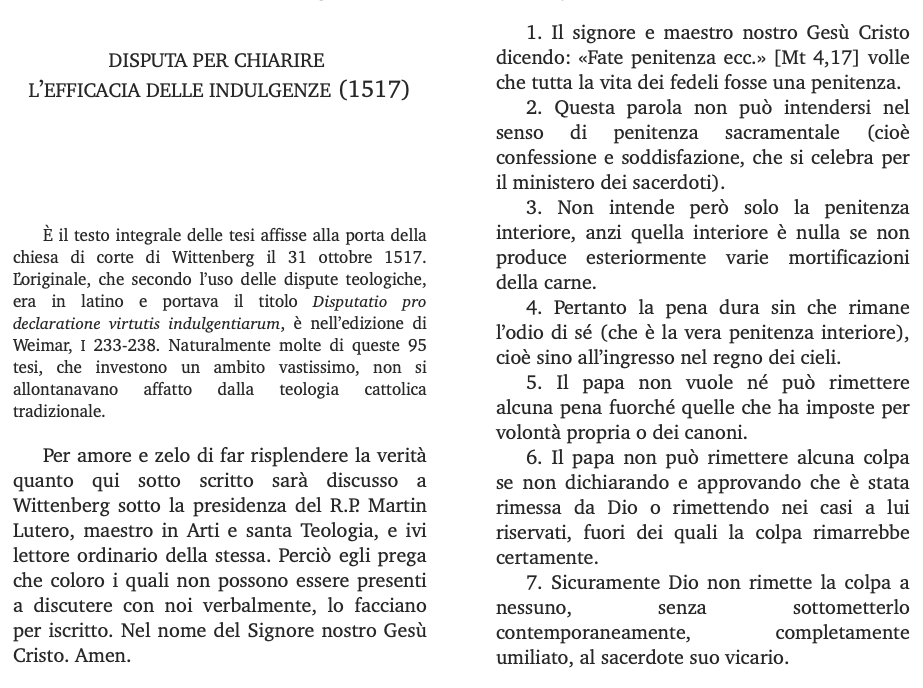 DISPUTA PER CHIARIRE
L’EFFICACIA DELLE INDULGENZE (1517)
È il testo integrale delle tesi affisse alla porta della
chiesa di corte di Wittenberg il 31 ottobre 1517.
L’originale, che secondo l’uso delle dispute teologiche,
era in latino e portava il titolo Disputatio pro
declaratione virtutis indulgentiarum, è nell’edizione di
Weimar, I 233-238. Naturalmente molte di queste 95
tesi, che investono un ambito vastissimo, non si
allontanavano affatto dalla teologia cattolica
tradizionale.
Per amore e zelo di far risplendere la verità
quanto qui sotto scritto sarà discusso a
Wittenberg sotto la presidenza del R.P. Martin
Lutero, maestro in Arti e santa Teologia, e ivi
lettore ordinario della stessa. Perciò egli prega
che coloro i quali non possono essere presenti
a discutere con noi verbalmente, lo facciano
per iscritto. Nel nome del Signore nostro Gesù
Cristo. Amen.
1. Il signore e maestro nostro Gesù Cristo
dicendo: «Fate penitenza ecc.» [Mt 4,17] volle
che tutta la vita dei fedeli fosse una penitenza.
2. Questa parola non può intendersi nel
senso di penitenza sacramentale (cioè
confessione e soddisfazione, che si celebra per
il ministero dei sacerdoti).
3. Non intende però solo la penitenza
interiore, anzi quella interiore è nulla se non
produce esteriormente varie mortificazioni
della carne.
4. Pertanto la pena dura sin che rimane
l’odio di sé (che è la vera penitenza interiore),
cioè sino all’ingresso nel regno dei cieli.
5. Il papa non vuole né può rimettere
alcuna pena fuorché quelle che ha imposte per
volontà propria o dei canoni.
6. Il papa non può rimettere alcuna colpa
se non dichiarando e approvando che è stata
rimessa da Dio o rimettendo nei casi a lui
riservati, fuori dei quali la colpa rimarrebbe
certamente.
7. Sicuramente Dio non rimette la colpa a
nessuno, senza sottometterlo
contemporaneamente, completamente
umiliato, al sacerdote suo vicario.